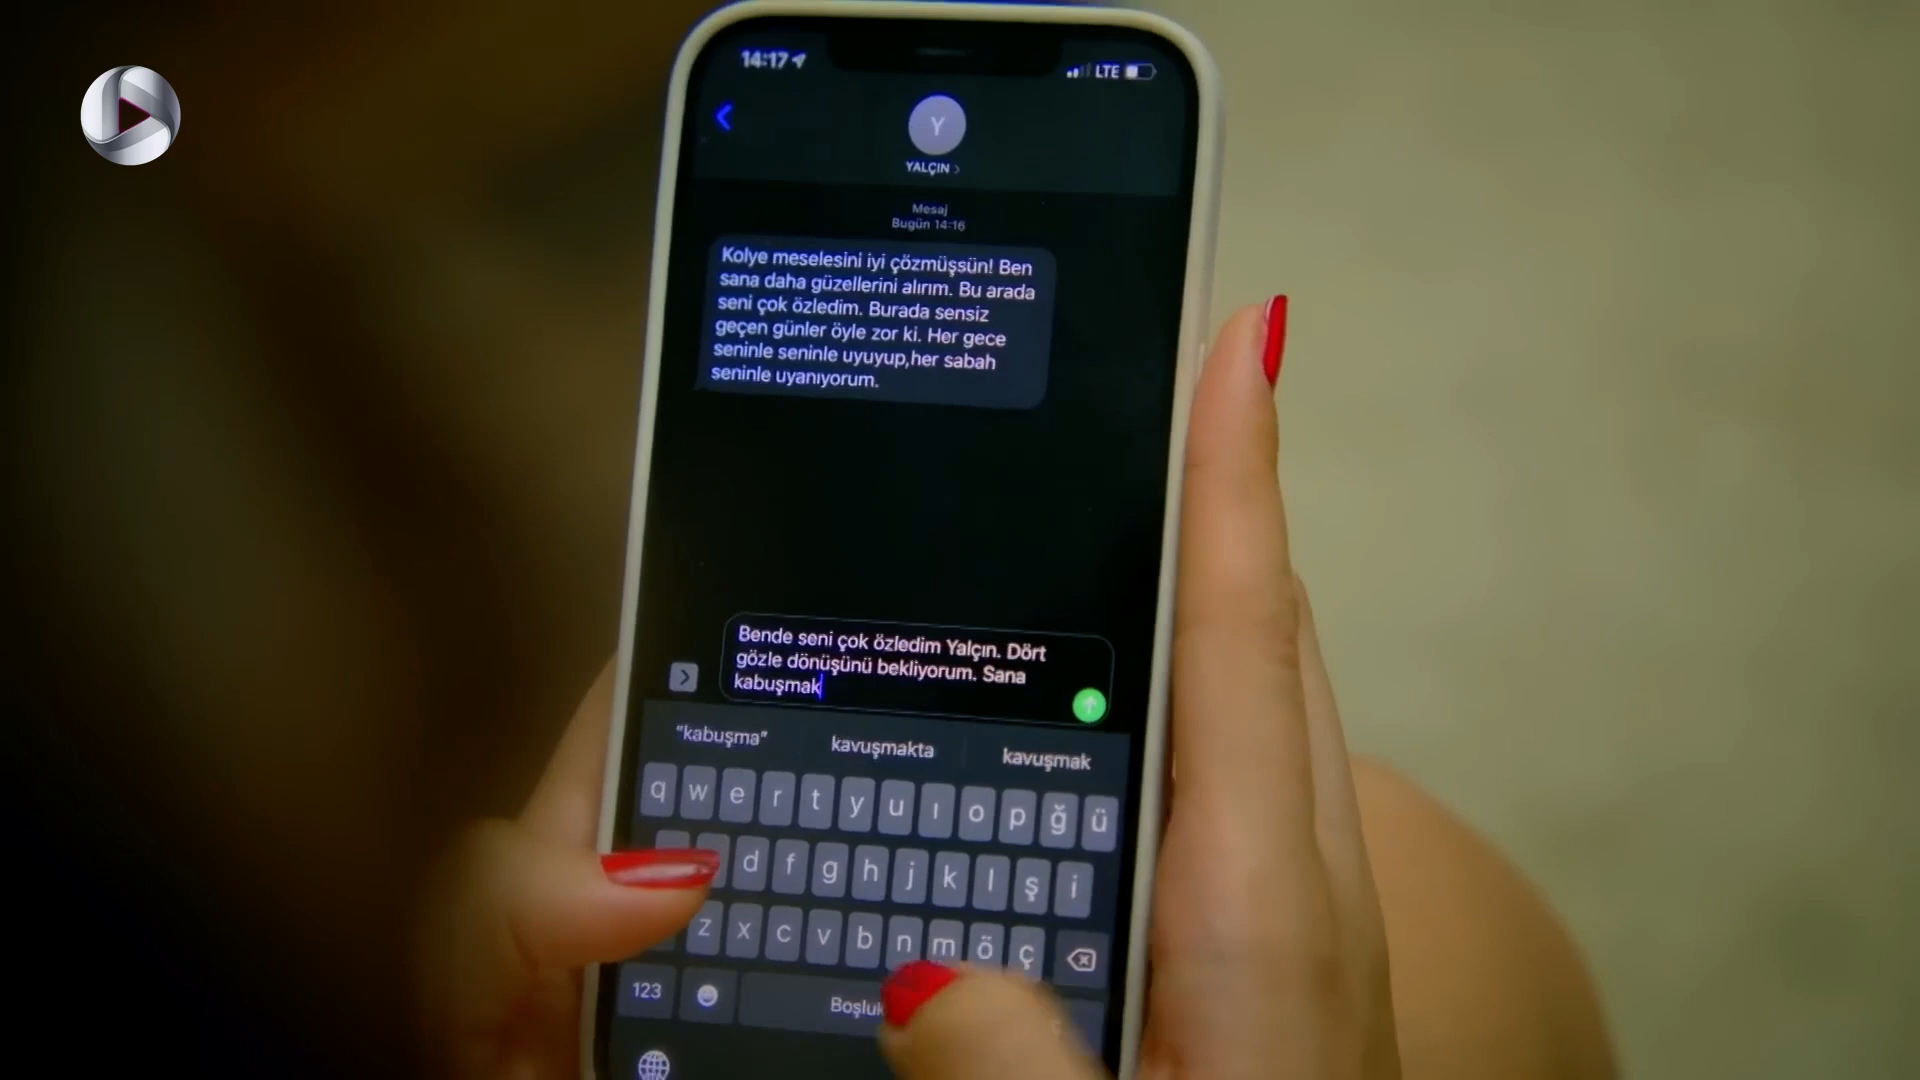 14:17
LTE
Y
YALÇIN
Mesaj
Bugün 14:16
Kolye meselesini iyi çözmüşsün! Ben
sana daha güzellerini alırım. Bu arada
seni çok özledim. Burada sensiz
geçen günler öyle zor ki. Her gece
seninle seninle uyuyup,her sabah
seninle uyanıyorum.
Bende seni çok özledim Yalçın. Dört
gözle dönüşünü bekliyorum. Sana
kabuşmak
"kabuşma" kavuşmakta kavuşmak
q w e r t y u ı o p ğ ü
d f g h j k l ş i
z x c v b n m ö ç
123